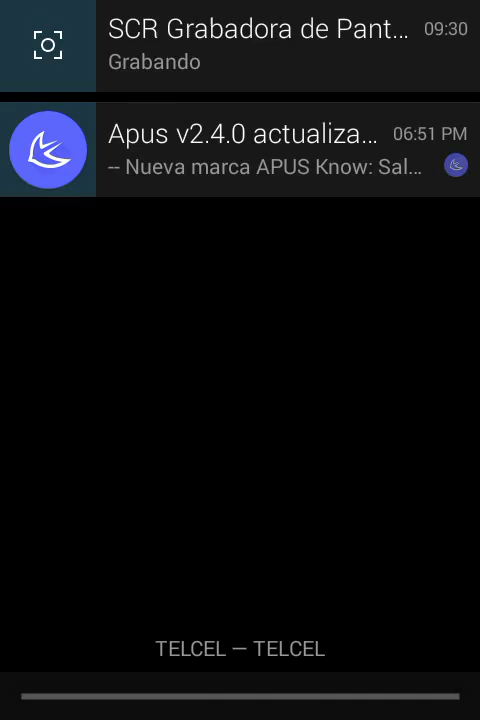 SCR Grabadora de Pant... 09:30
Grabando
Apus v2.4.0 actualiza... 06:51 PM
-- Nueva marca APUS Know: Sal...
TELCEL — TELCEL